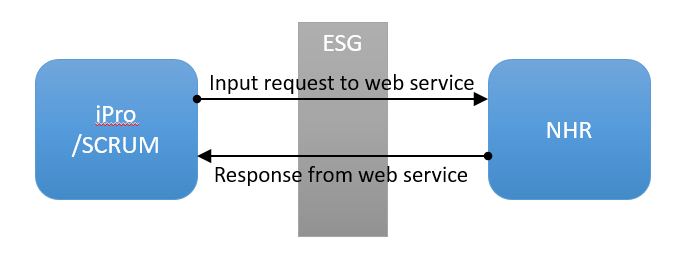 ESG
Input request to web service
iPro
/SCRUM
NHR
Response from web service